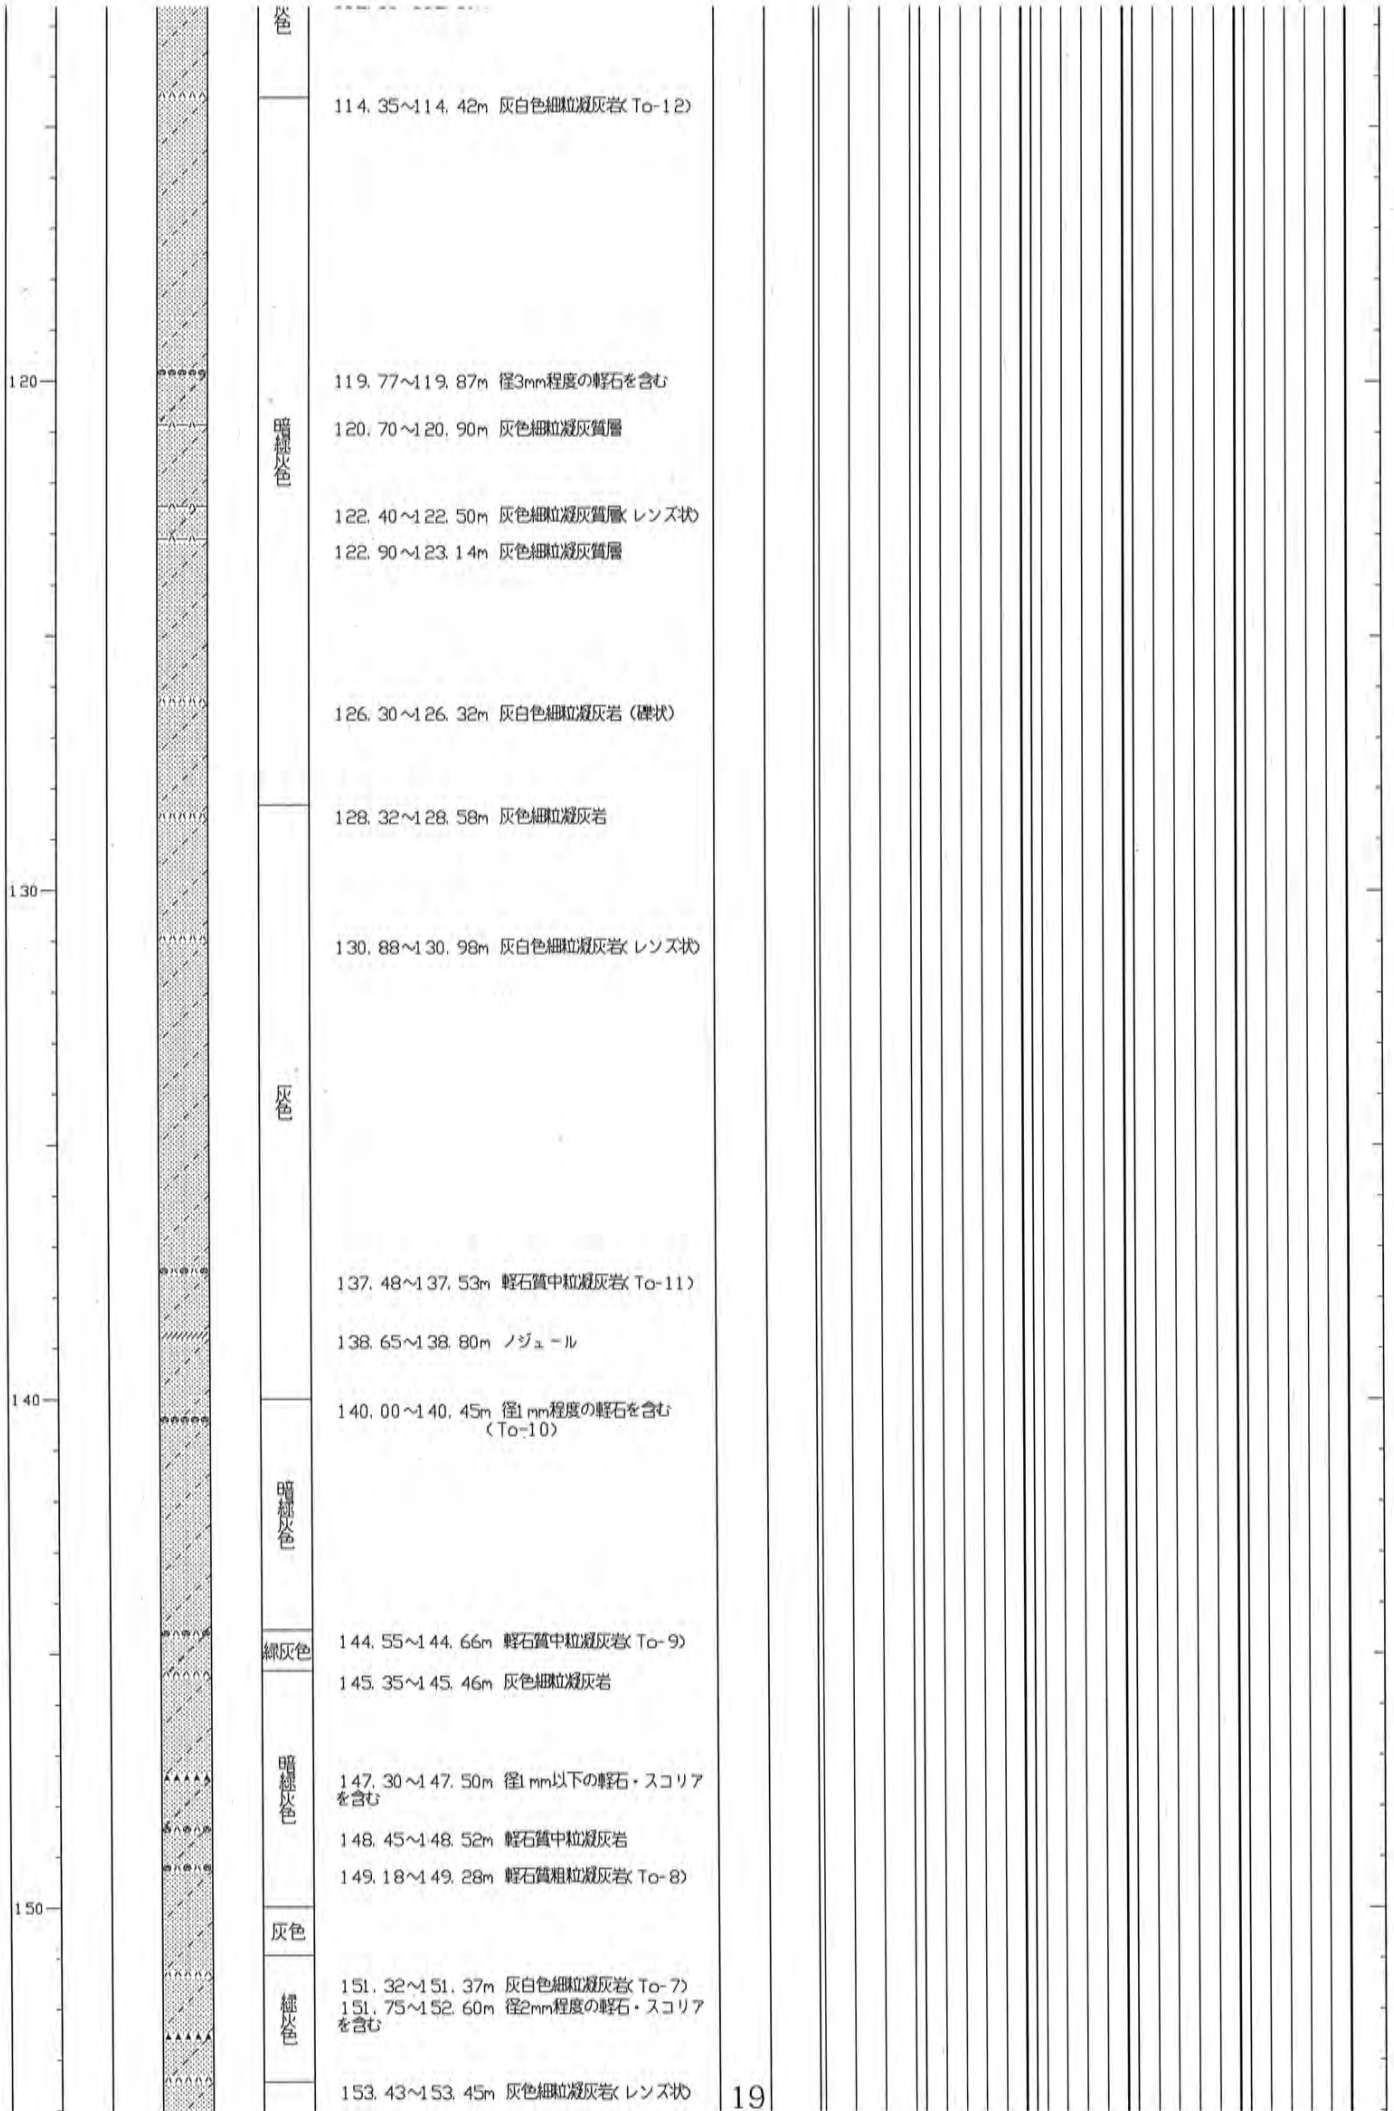 灰色
114.35~114.42m 灰白色細粒凝灰岩(To-12)
120
119.77~119.87m 径3mm程度の軽石を含む
120.70~120.90m 灰色細粒凝灰質層
暗緑灰色
122.40~122.50m 灰色細粒凝灰質層(レンズ状)
122.90~123.14m 灰色細粒凝灰質層
126.30~126.32m 灰白色細粒凝灰岩(礫状)
128.32~128.58m 灰色細粒凝灰岩
130
130.88~130.98m 灰白色細粒凝灰岩(レンズ状)
灰色
137.48~137.53m 軽石質中粒凝灰岩(To-11)
138.65~138.80m ノジュール
140
140.00~140.45m 径1mm程度の軽石を含む
(To-10)
暗緑灰色
144.55~144.66m 軽石質中粒凝灰岩(To-9)
緑灰色
145.35~145.46m 灰色細粒凝灰岩
暗緑灰色
147.30~147.50m 径1mm以下の軽石・スコリア
を含む
148.45~148.52m 軽石質中粒凝灰岩
149.18~149.28m 軽石質粗粒凝灰岩(To-8)
150
灰色
151.32~151.37m 灰白色細粒凝灰岩(To-7)
151.75~152.60m 径2mm程度の軽石・スコリア
を含む
緑灰色
153.43~153.45m 灰色細粒凝灰岩(レンズ状)
19